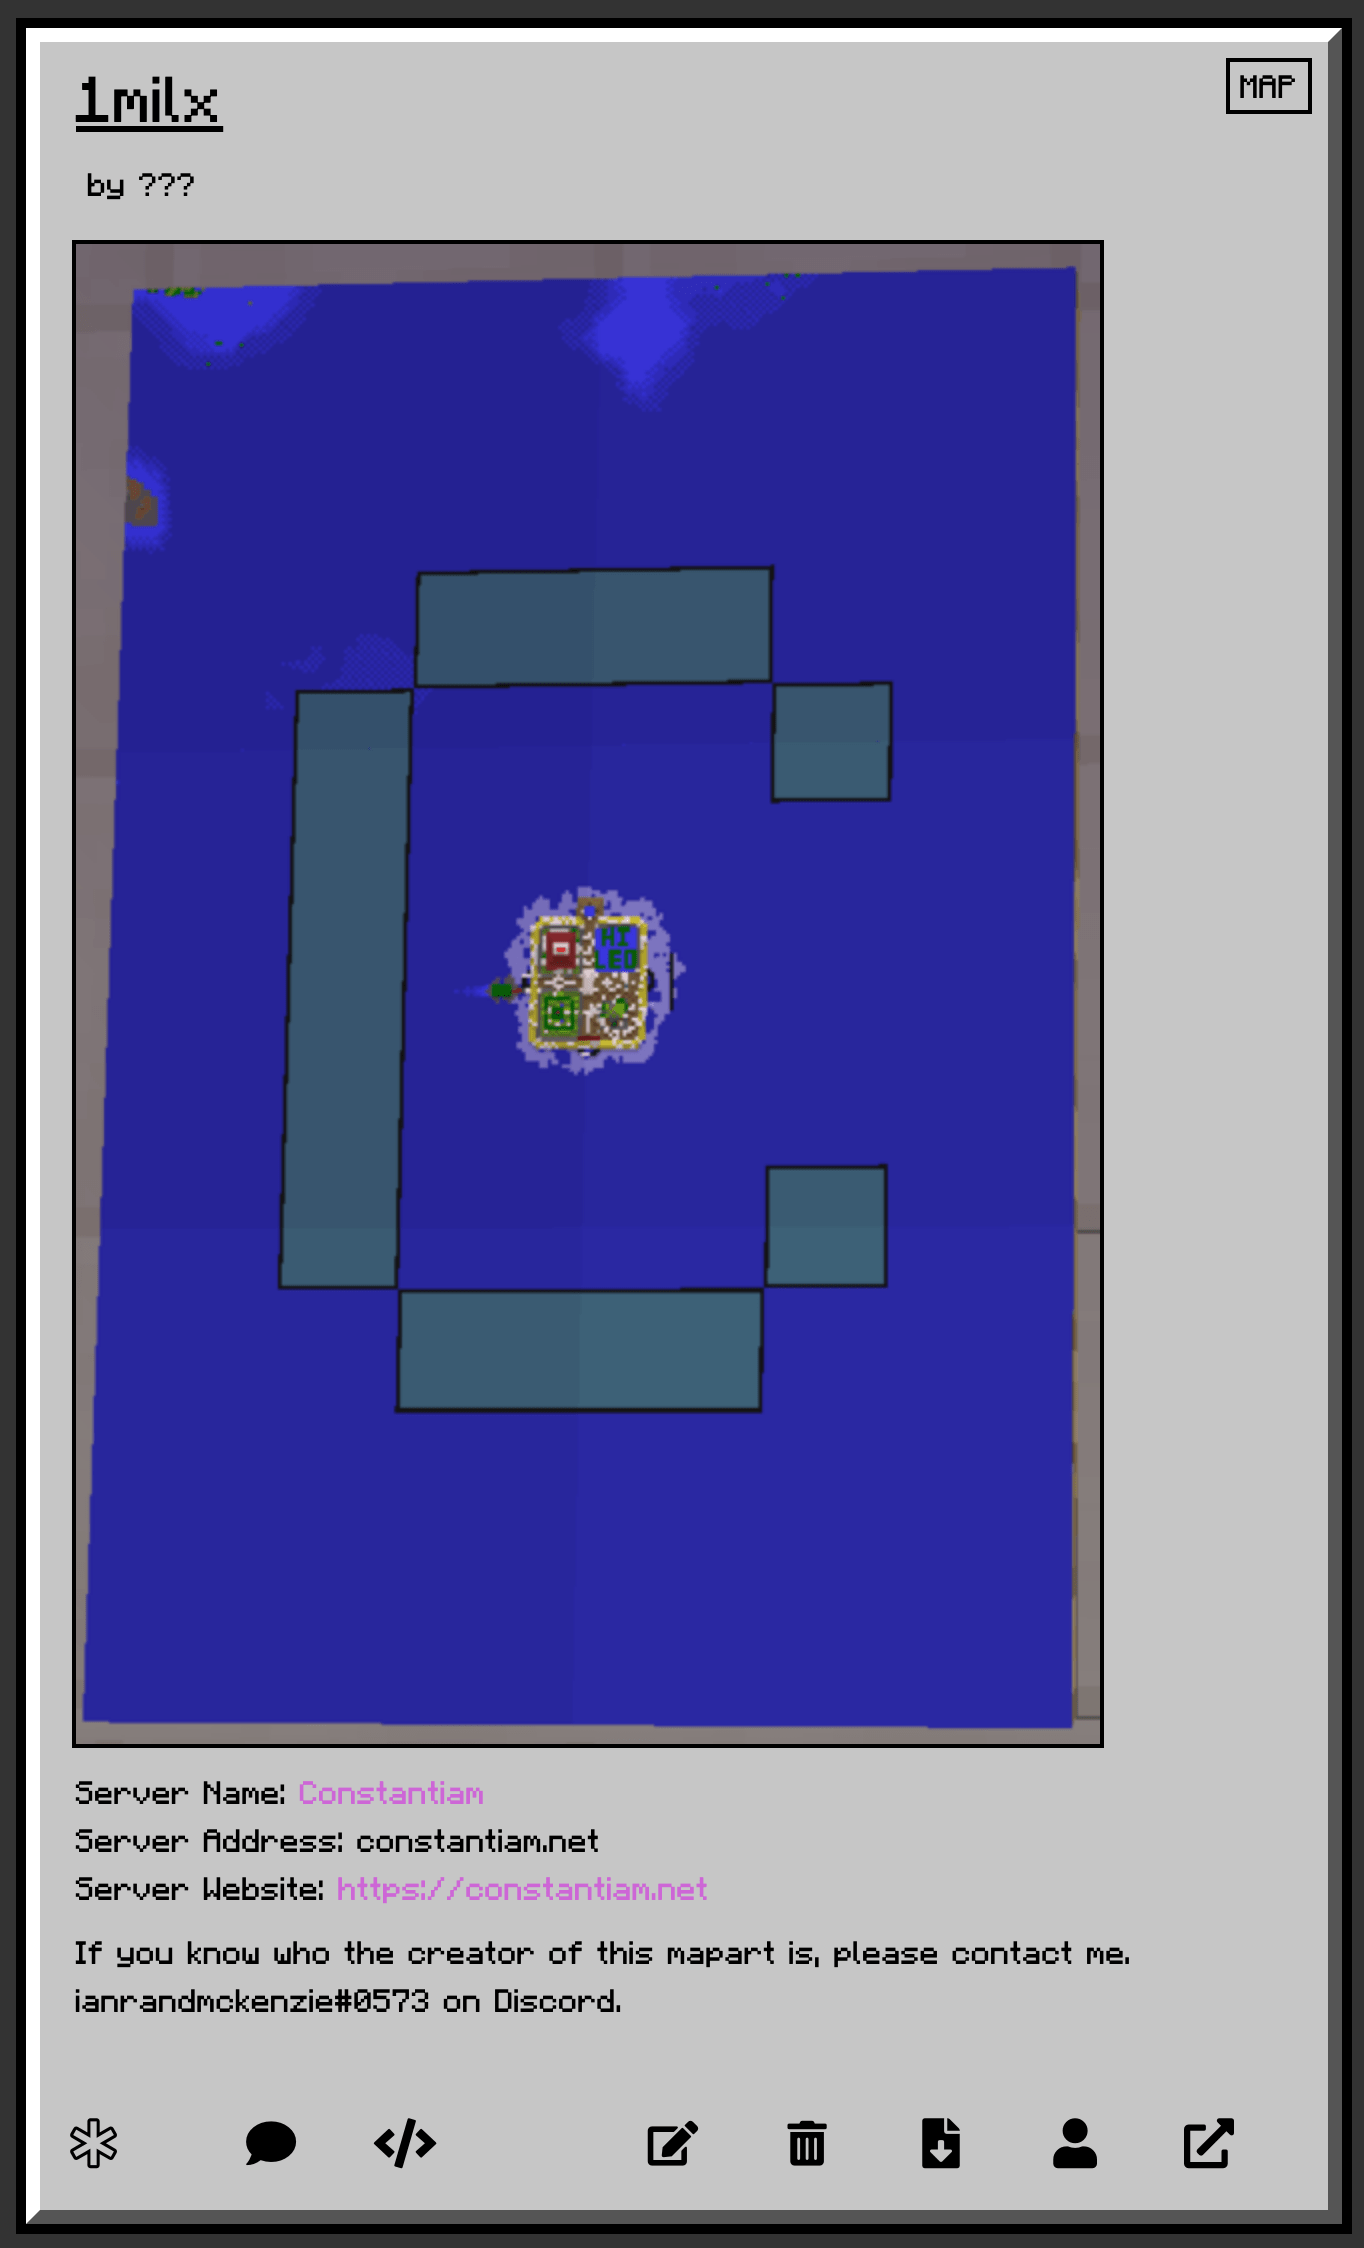 1milx
MAP
by ???
HI
LEO
Server Name: Constantiam
Server Address: constantiam.net
Server Website: https://constantiam.net
If you know who the creator of this mapart is, please contact me.
ianrandmckenzie#0573 on Discord.